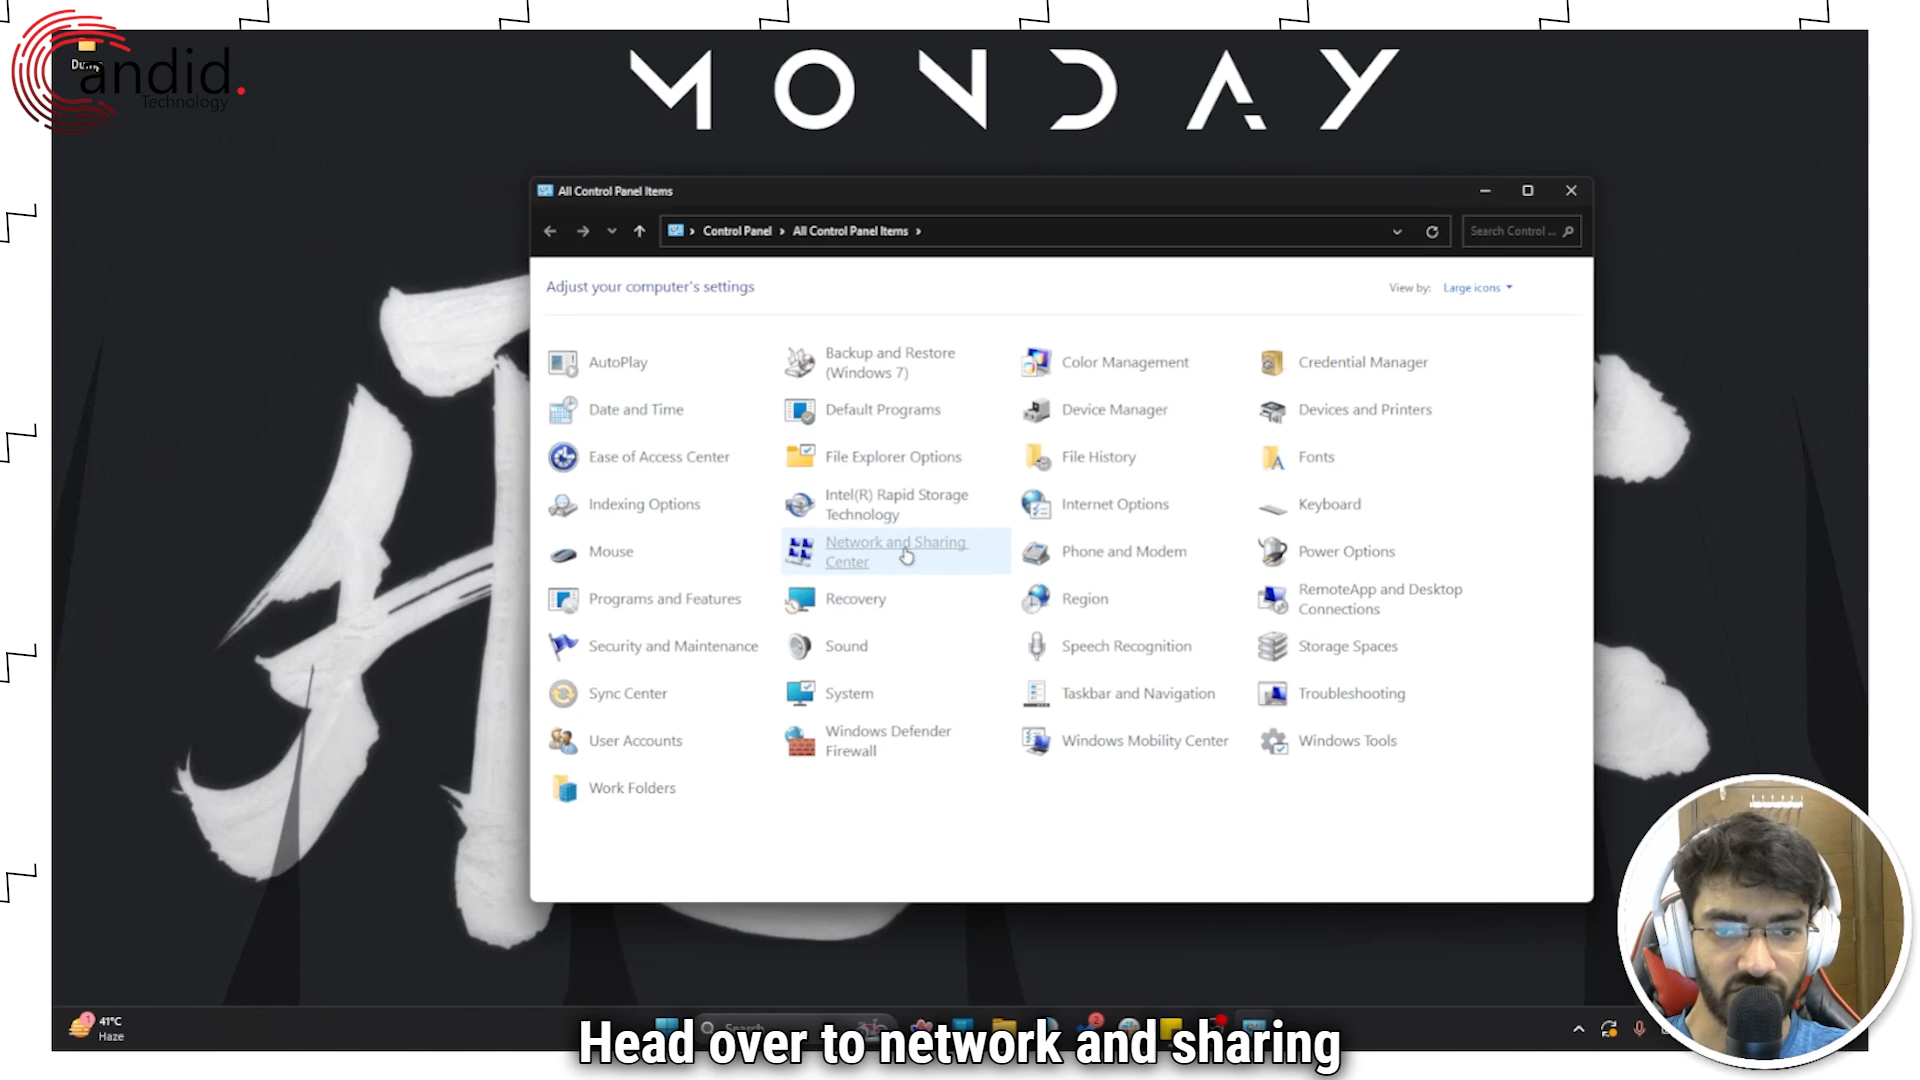 Dump
Candid.
Technology
MONDAY
All Control Panel Items
Control Panel › All Control Panel Items ›
Search Control ...
Adjust your computer's settings
View by: Large icons
AutoPlay
Backup and Restore
(Windows 7)
Color Management
Credential Manager
Date and Time
Default Programs
Device Manager
Devices and Printers
Ease of Access Center
File Explorer Options
File History
Fonts
Indexing Options
Intel(R) Rapid Storage
Technology
Internet Options
Keyboard
Mouse
Network and Sharing
Center
Phone and Modem
Power Options
Programs and Features
Recovery
Region
RemoteApp and Desktop
Connections
Security and Maintenance
Sound
Speech Recognition
Storage Spaces
Sync Center
System
Taskbar and Navigation
Troubleshooting
User Accounts
Windows Defender
Firewall
Windows Mobility Center
Windows Tools
Work Folders
1
41°C
Haze
Search
2
Head over to network and sharing